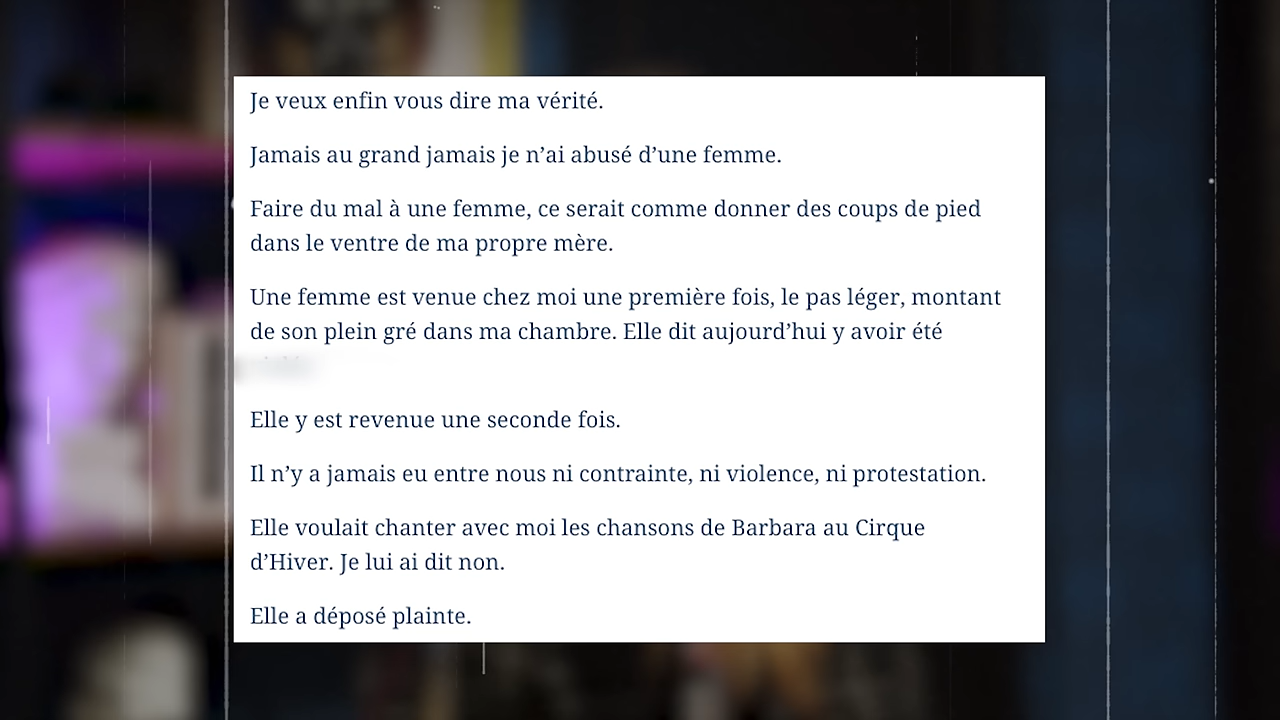 Je veux enfin vous dire ma vérité.
Jamais au grand jamais je n’ai abusé d’une femme.
Faire du mal à une femme, ce serait comme donner des coups de pied
dans le ventre de ma propre mère.
Une femme est venue chez moi une première fois, le pas léger, montant
de son plein gré dans ma chambre. Elle dit aujourd’hui y avoir été
Elle y est revenue une seconde fois.
Il n’y a jamais eu entre nous ni contrainte, ni violence, ni protestation.
Elle voulait chanter avec moi les chansons de Barbara au Cirque
d’Hiver. Je lui ai dit non.
Elle a déposé plainte.